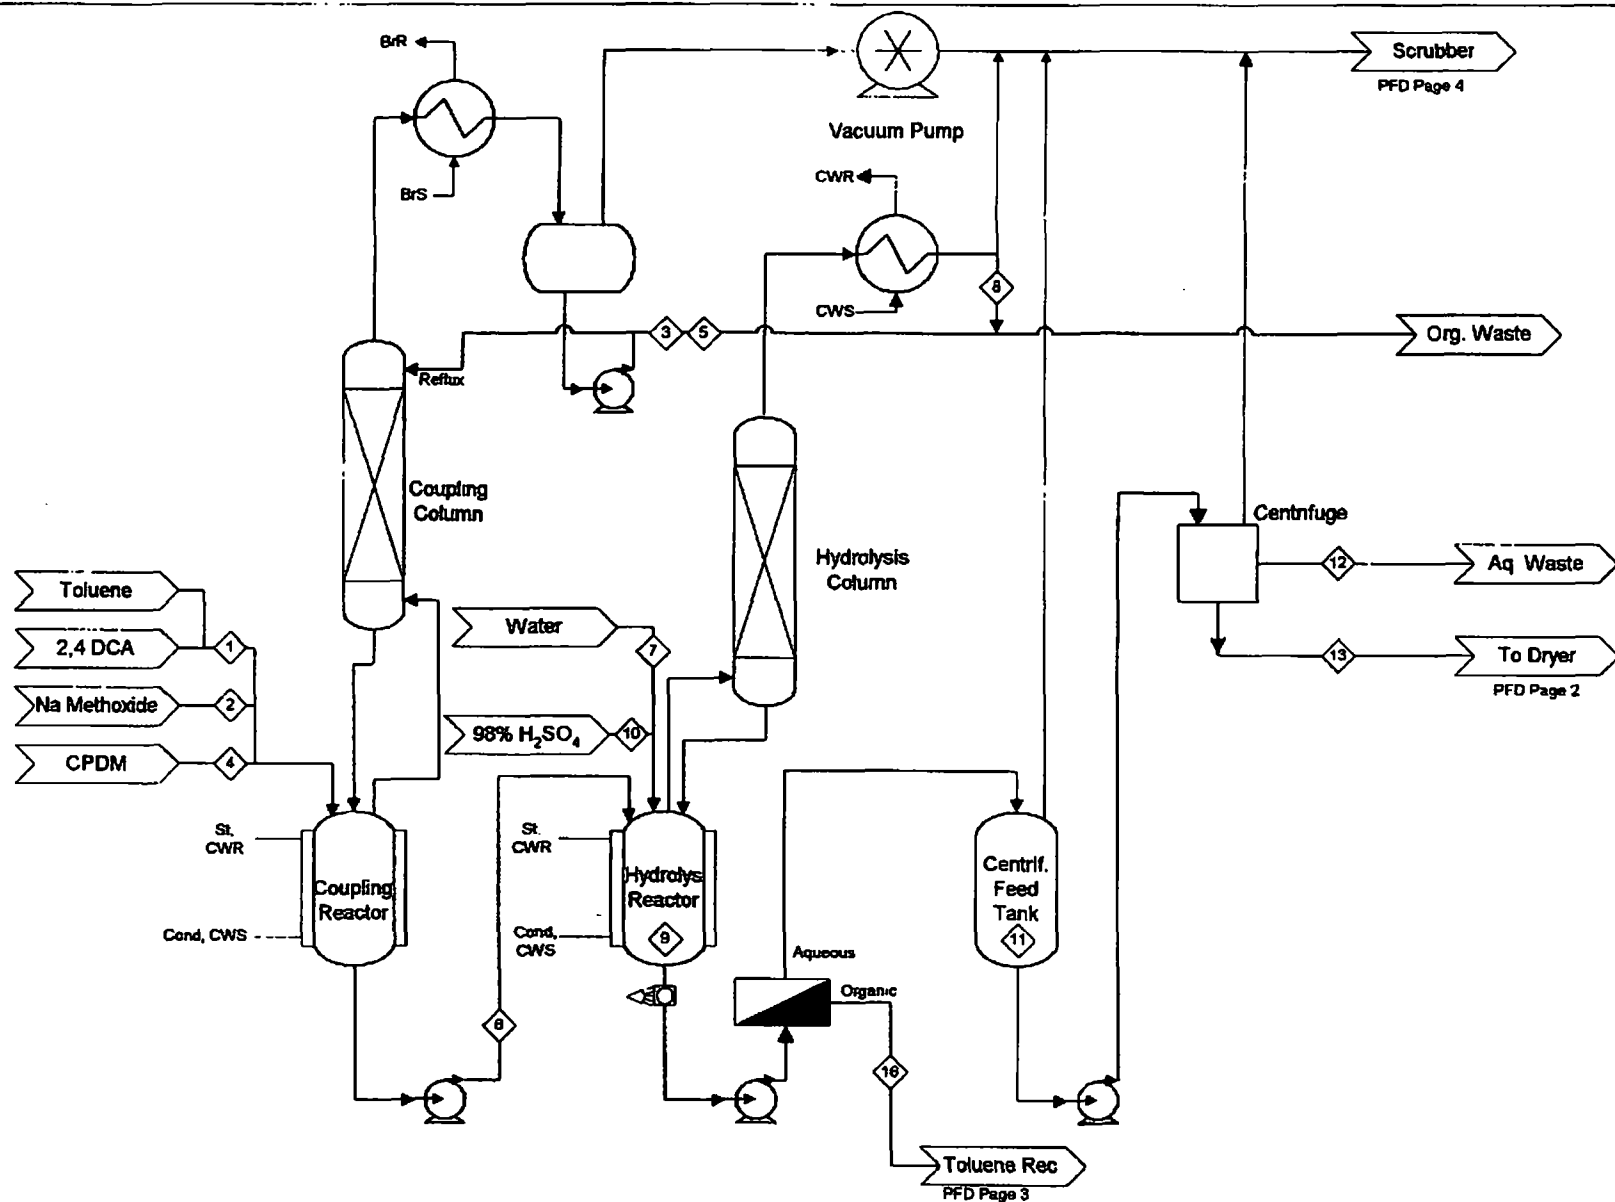 BrR
Scrubber
PFD Page 4
Vacuum Pump
CWR
BrS
8
CWS
3
5
Org. Waste
Reflux
Coupling
Column
Centrifuge
Hydrolysis
Column
12
Aq Waste
Toluene
Water
2,4 DCA
1
7
13
To Dryer
PFD Page 2
Na Methoxide
2
98% H₂SO₄
10
CPDM
4
St,
CWR
St.
CWR
Coupling
Reactor
Hydrolys
Reactor
Centrif.
Feed
Tank
Cond, CWS
Cond,
CWS
9
11
Aqueous
Organic
6
16
Toluene Rec
PFD Page 3